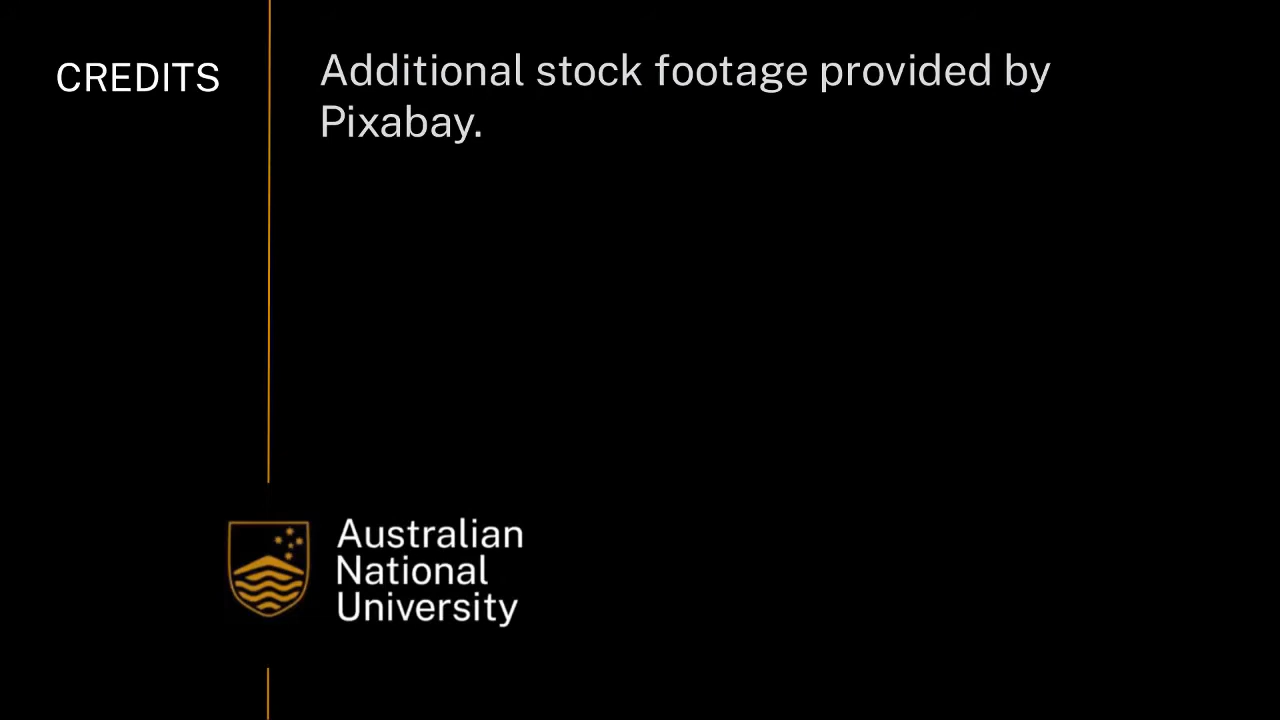 CREDITS
Additional stock footage provided by
Pixabay.
Australian
National
University